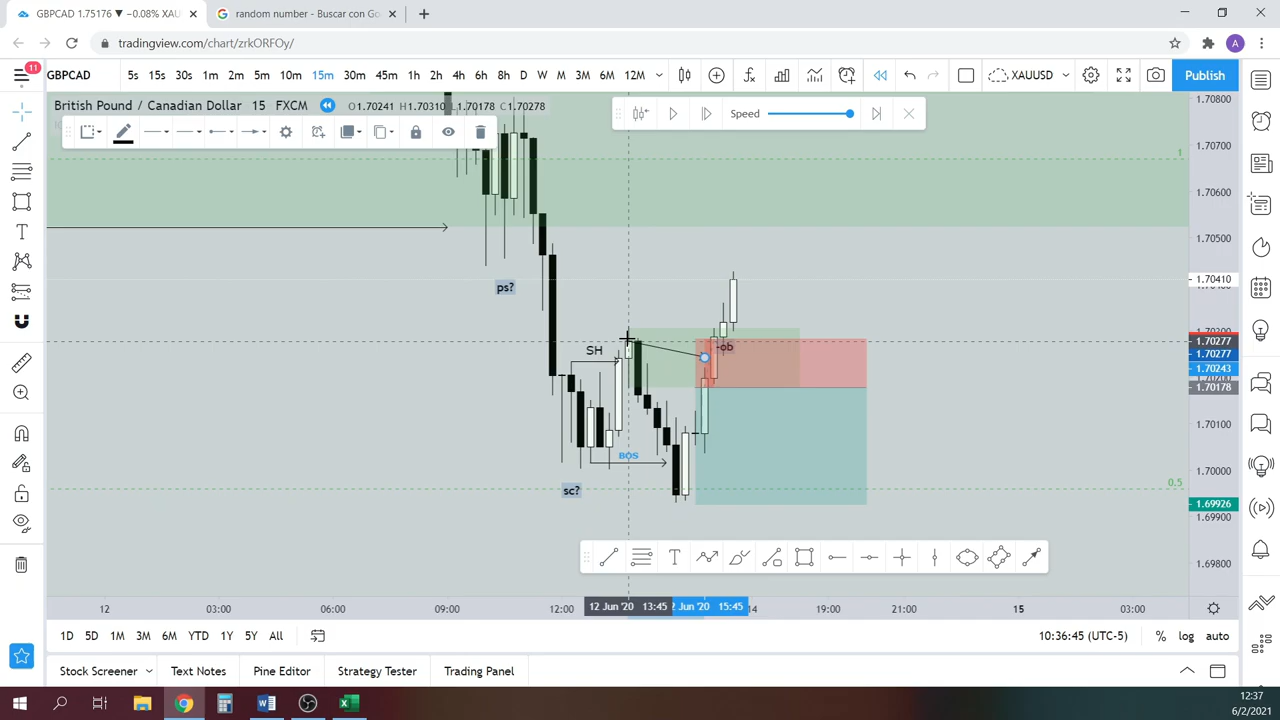 GBPCAD 1.75176 ▼ −0.08% XAU
random number - Buscar con Go
tradingview.com/chart/zrkORFOy/
A
11
GBPCAD
5s 15s 30s 1m 2m 5m 10m 15m 30m 45m 1h 2h 4h 6h 8h D W M 3M 6M 12M
XAUUSD
Publish
British Pound / Canadian Dollar 15 FXCM
O1.70241 H1.70310 L1.70178 C1.70278
Speed
1.70800
1.70700
1
1.70600
1.70500
1.70410
ps?
SH
-ob
1.70277
1.70277
1.70243
1.70178
1.70100
BOS
1.70000
0.5
sc?
1.69926
1.69900
1.69800
12 03:00 06:00 09:00 12:00 12 Jun '20 13:45 2 Jun '20 15:45 14 19:00 21:00 15 03:00
1D 5D 1M 3M 6M YTD 1Y 5Y All
10:36:45 (UTC-5) % log auto
Stock Screener Text Notes Pine Editor Strategy Tester Trading Panel
12:37
6/2/2021